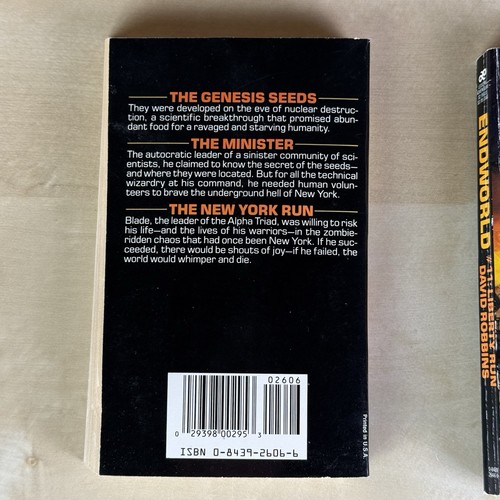 THE GENESIS SEEDS
They were developed on the eve of nuclear destruc-
tion, a scientific breakthrough that promised abun-
dant food for a ravaged and starving humanity.
THE MINISTER
The autocratic leader of a sinister community of sci-
entists, he claimed to know the secret of the seeds—
and where they were located. But for all the technical
wizardry at his command, he needed human volun-
teers to brave the underground hell of New York.
THE NEW YORK RUN
Blade, the leader of the Alpha Triad, was willing to risk
his life—and the lives of his warriors—in the zombie-
ridden chaos that had once been New York. If he suc-
ceeded, there would be shouts of joy—if he failed, the
world would whimper and die.
02606
0 29398 00295 3
ISBN 0-8439-2606-6
Printed in U.S.A.
ENDWORLD
LIBERTY RUN
DAVID ROBBINS